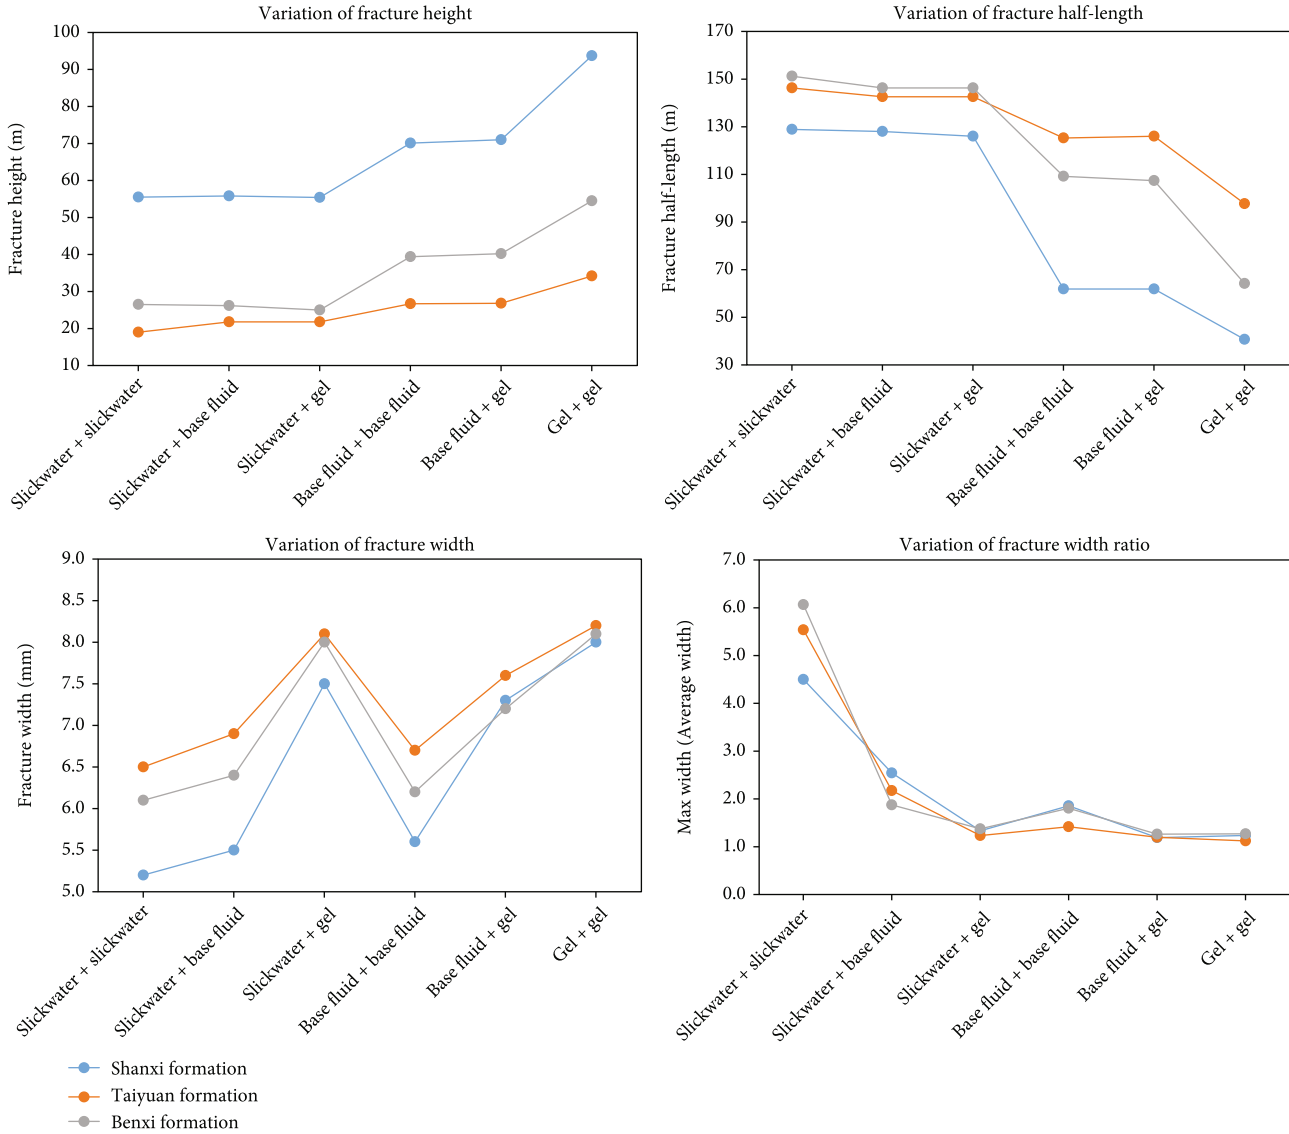 Variation of fracture height
Fracture height (m)
100
90
80
70
60
50
40
30
20
10
Slickwater + slickwater
Slickwater + base fluid
Slickwater + gel
Base fluid + base fluid
Base fluid + gel
Gel + gel
Variation of fracture half-length
Fracture half-length (m)
170
150
130
110
90
70
50
30
Slickwater + slickwater
Slickwater + base fluid
Slickwater + gel
Base fluid + base fluid
Base fluid + gel
Gel + gel
Variation of fracture width
Fracture width (mm)
9.0
8.5
8.0
7.5
7.0
6.5
6.0
5.5
5.0
Slickwater + slickwater
Slickwater + base fluid
Slickwater + gel
Base fluid + base fluid
Base fluid + gel
Gel + gel
Variation of fracture width ratio
Max width (Average width)
7.0
6.0
5.0
4.0
3.0
2.0
1.0
0.0
Slickwater + slickwater
Slickwater + base fluid
Slickwater + gel
Base fluid + base fluid
Base fluid + gel
Gel + gel
Shanxi formation
Taiyuan formation
Benxi formation